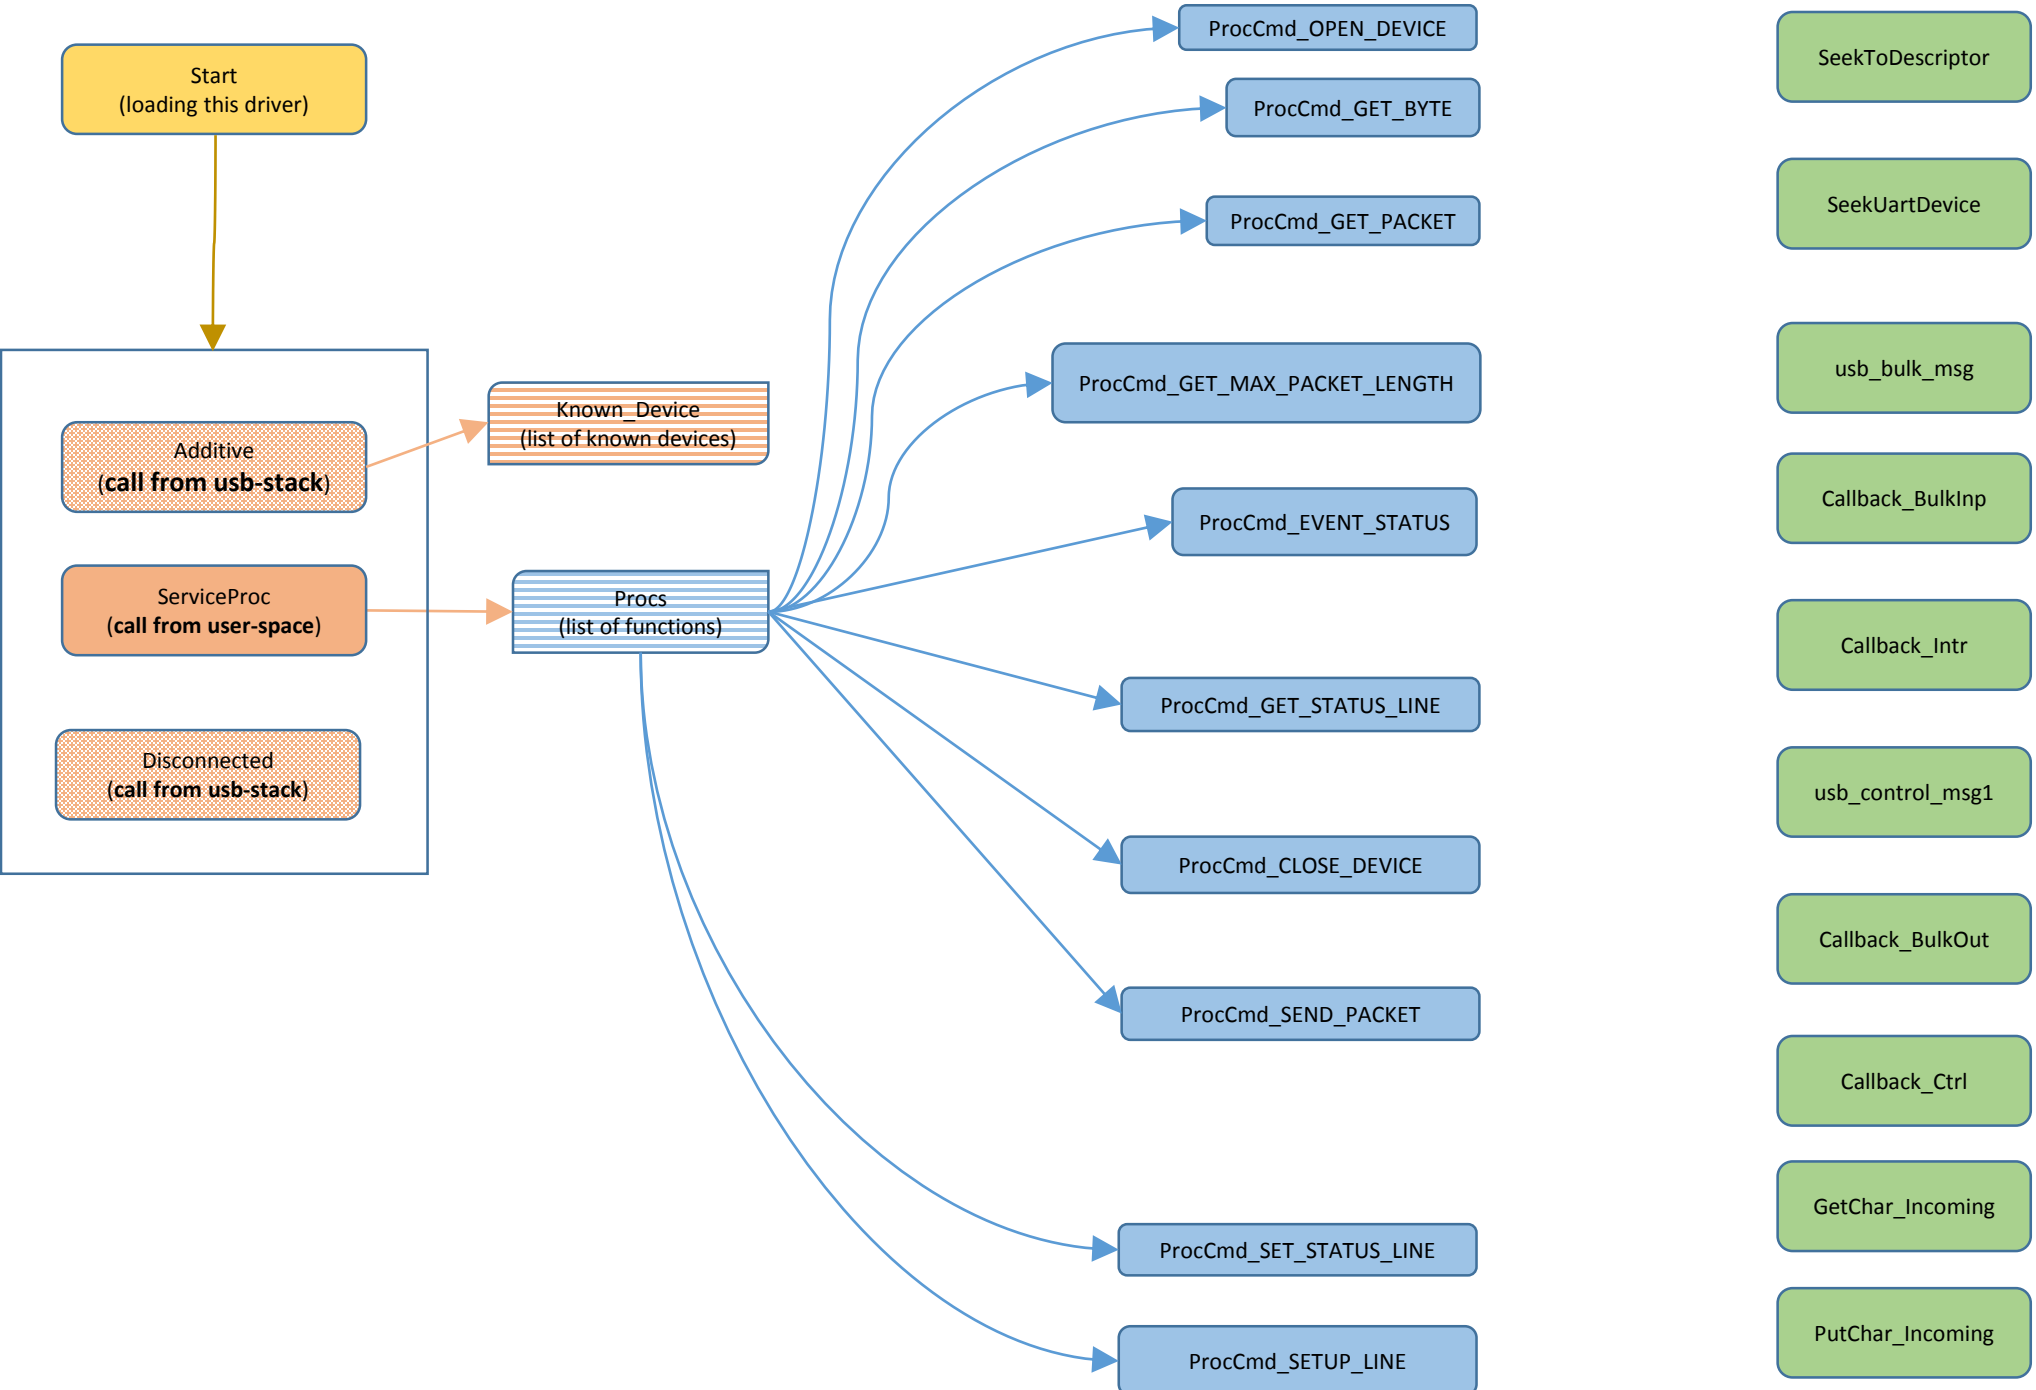 Start
(loading this driver)
Additive
(call from usb-stack)
ServiceProc
(call from user-space)
Disconnected
(call from usb-stack)
Known_Device
(list of known devices)
Procs
(list of functions)
ProcCmd_OPEN_DEVICE
ProcCmd_GET_BYTE
ProcCmd_GET_PACKET
ProcCmd_GET_MAX_PACKET_LENGTH
ProcCmd_EVENT_STATUS
ProcCmd_GET_STATUS_LINE
ProcCmd_CLOSE_DEVICE
ProcCmd_SEND_PACKET
ProcCmd_SET_STATUS_LINE
ProcCmd_SETUP_LINE
SeekToDescriptor
SeekUartDevice
usb_bulk_msg
Callback_BulkInp
Callback_Intr
usb_control_msg1
Callback_BulkOut
Callback_Ctrl
GetChar_Incoming
PutChar_Incoming